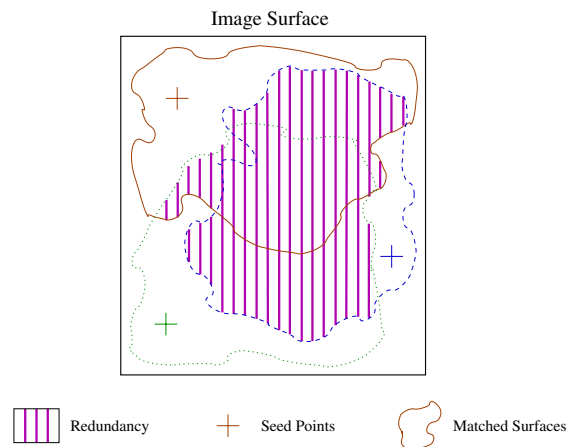 Image Surface
Redundancy
Seed Points
Matched Surfaces